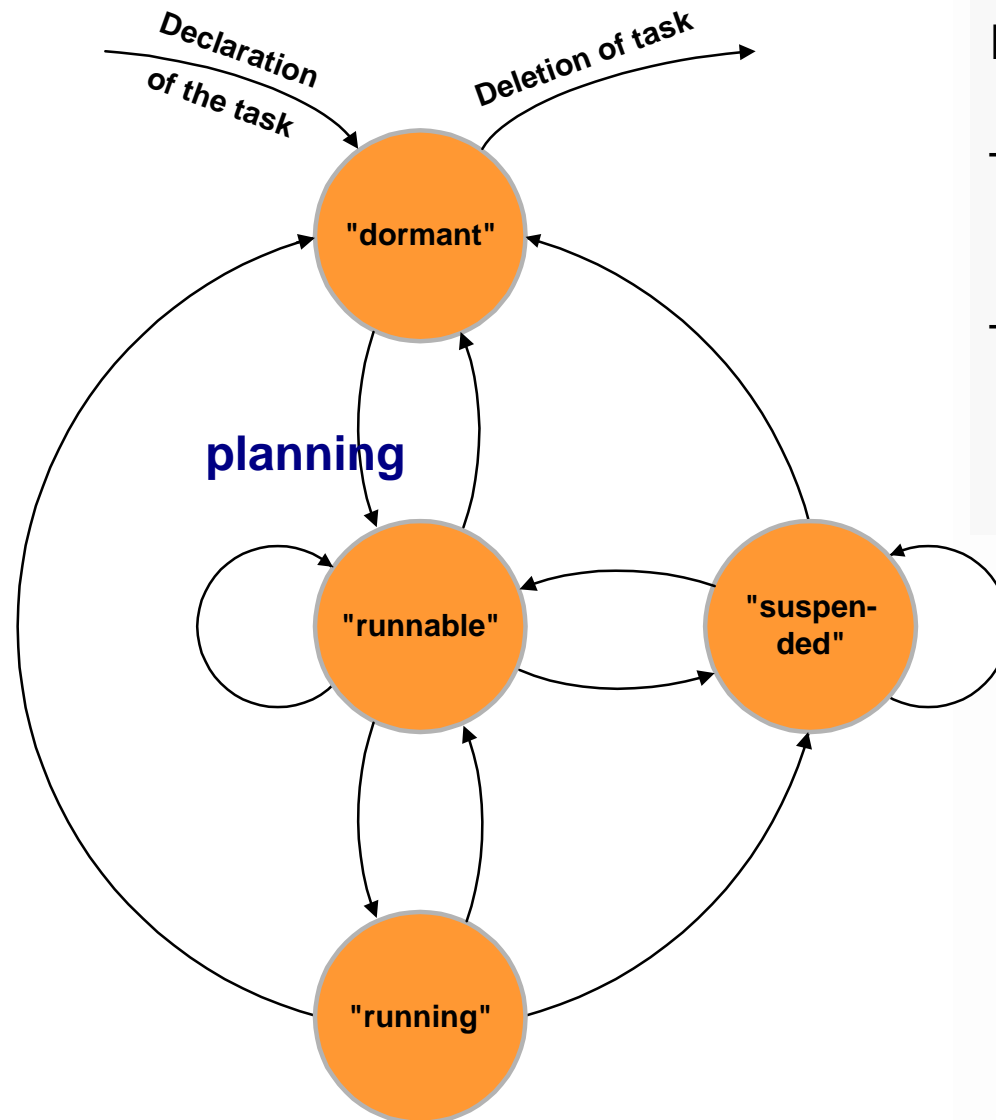 Declaration
of the task
Deletion of task
"dormant"
planning
"runnable"
"suspen-
ded"
"running"